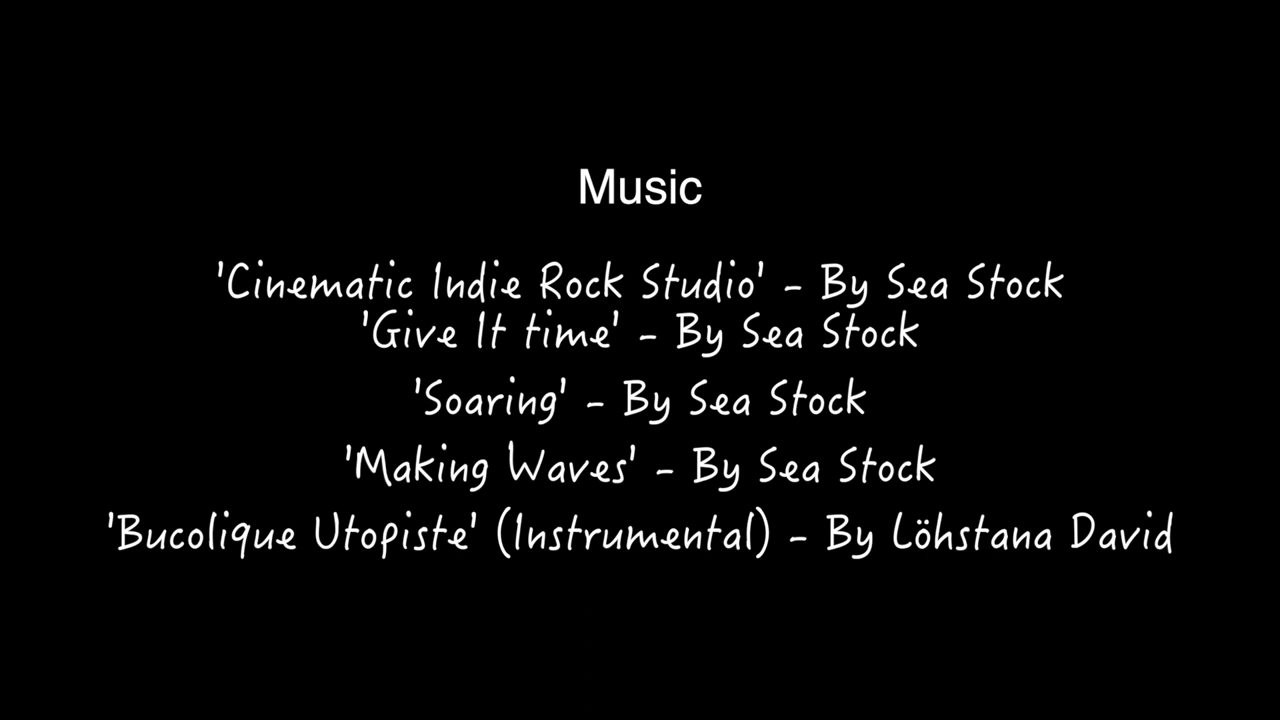 Music
'Cinematic Indie Rock Studio' - By Sea Stock
'Give It time' - By Sea Stock
'Soaring' - By Sea Stock
'Making Waves' - By Sea Stock
'Bucolique Utopiste' (Instrumental) - By Löhstana David